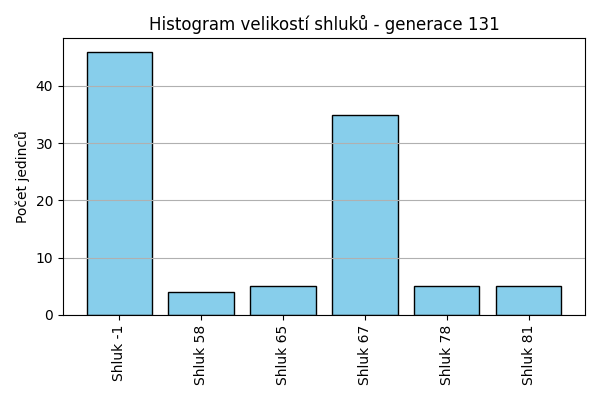 Histogram velikostí shluků - generace 131
Počet jedinců
40
30
20
10
0
Shluk -1
Shluk 58
Shluk 65
Shluk 67
Shluk 78
Shluk 81